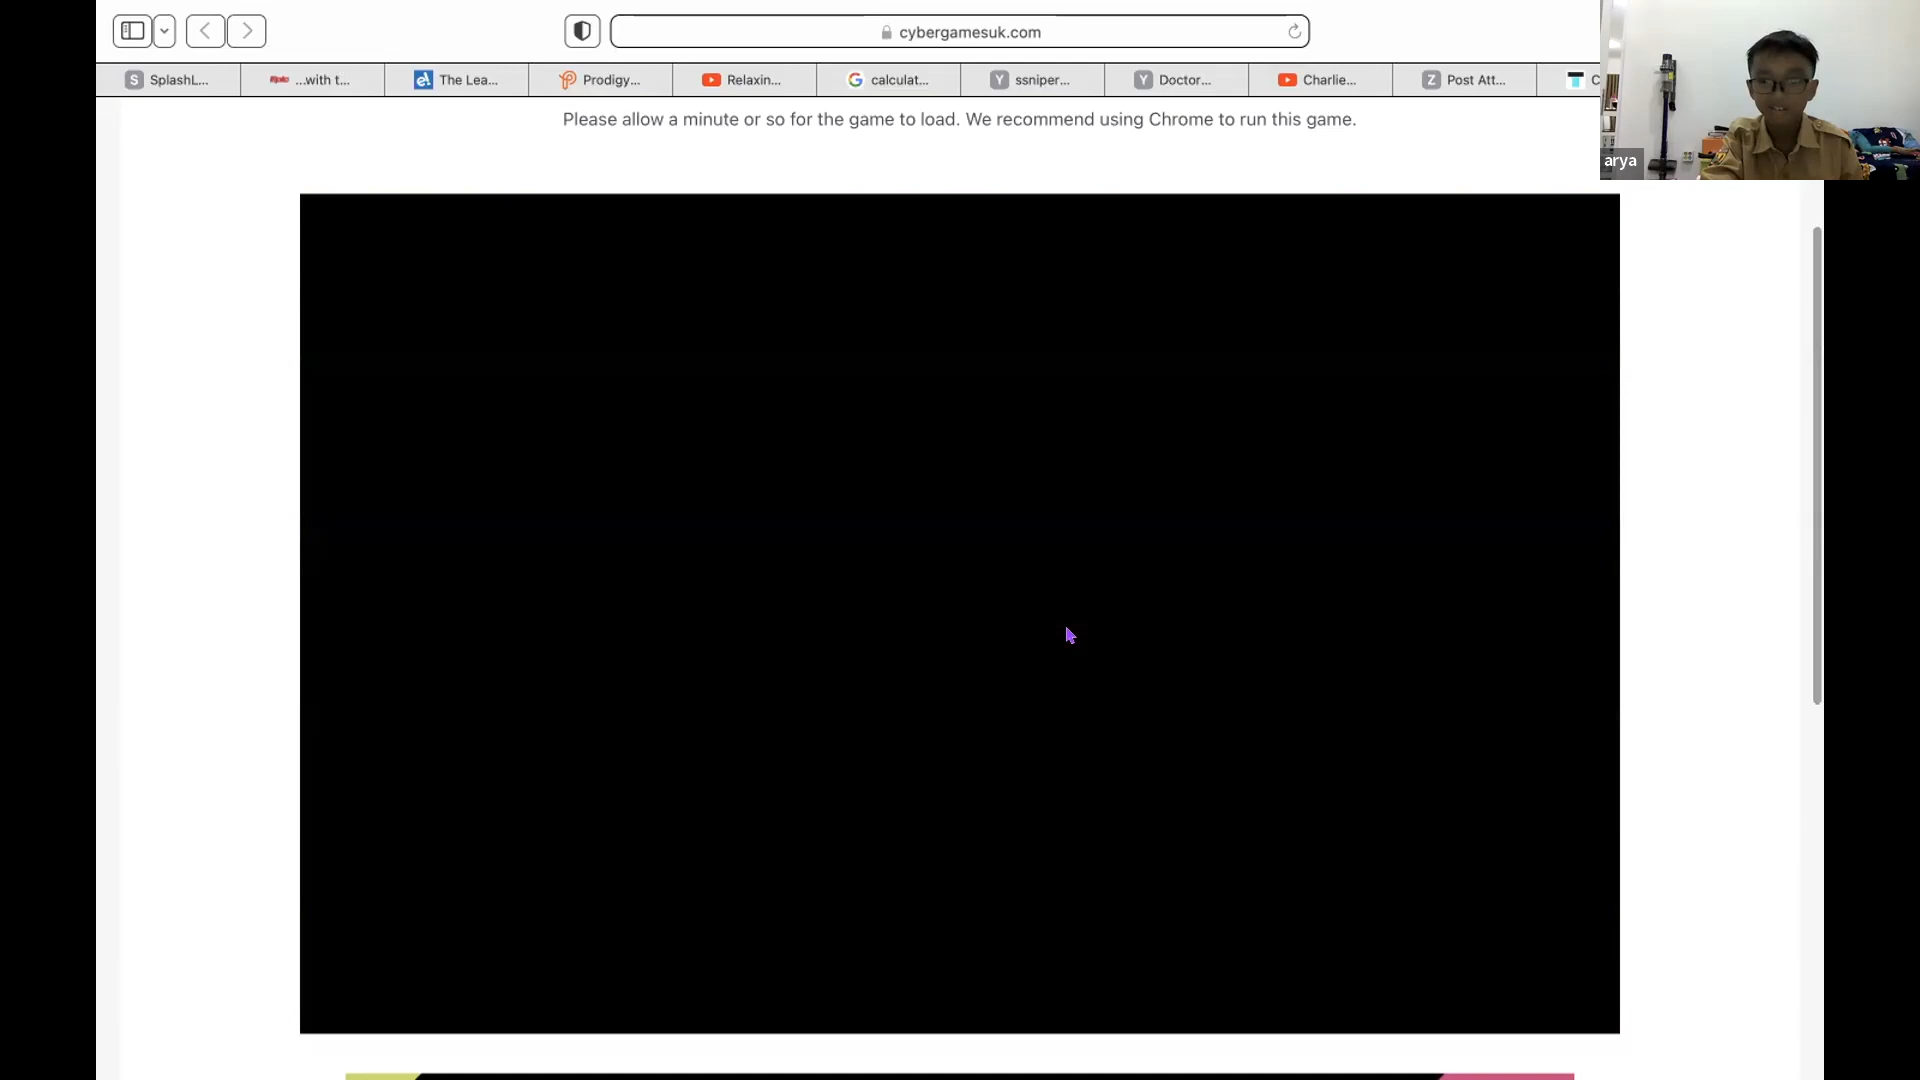 cybergamesuk.com
S SplashL...
Epic ...with t...
The Lea...
Prodigy...
Relaxin...
G calculat...
Y ssniper...
Y Doctor...
Charlie...
Z Post Att...
C
Please allow a minute or so for the game to load. We recommend using Chrome to run this game.
arya